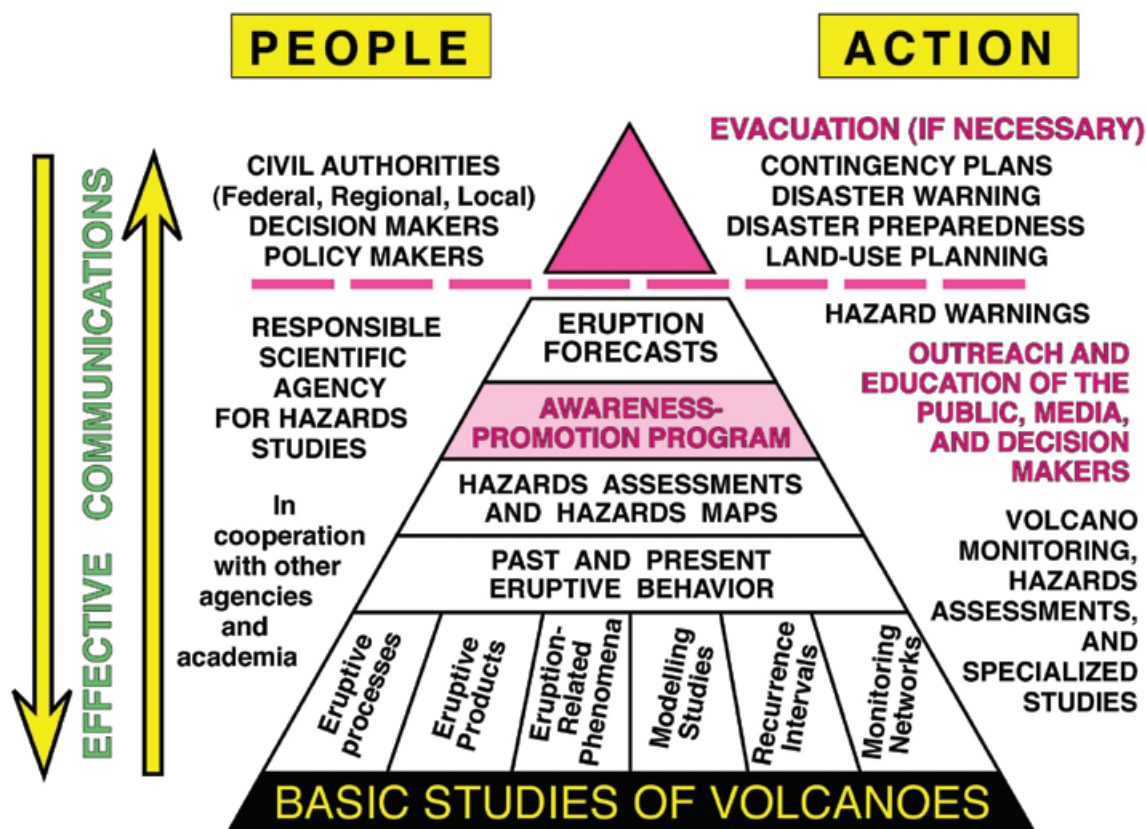 PEOPLE
ACTION
EFFECTIVE COMMUNICATIONS
CIVIL AUTHORITIES
(Federal, Regional, Local)
DECISION MAKERS
POLICY MAKERS
EVACUATION (IF NECESSARY)
CONTINGENCY PLANS
DISASTER WARNING
DISASTER PREPAREDNESS
LAND-USE PLANNING
RESPONSIBLE
SCIENTIFIC
AGENCY
FOR HAZARDS
STUDIES
In
cooperation
with other
agencies
and
academia
ERUPTION
FORECASTS
AWARENESS-
PROMOTION PROGRAM
HAZARDS ASSESSMENTS
AND HAZARDS MAPS
PAST AND PRESENT
ERUPTIVE BEHAVIOR
Eruptive
processes
Eruptive
Products
Eruption-
Related
Phenomena
Modelling
Studies
Recurrence
Intervals
Monitoring
Networks
BASIC STUDIES OF VOLCANOES
HAZARD WARNINGS
OUTREACH AND
EDUCATION OF THE
PUBLIC, MEDIA,
AND DECISION
MAKERS
VOLCANO
MONITORING,
HAZARDS
ASSESSMENTS,
AND
SPECIALIZED
STUDIES